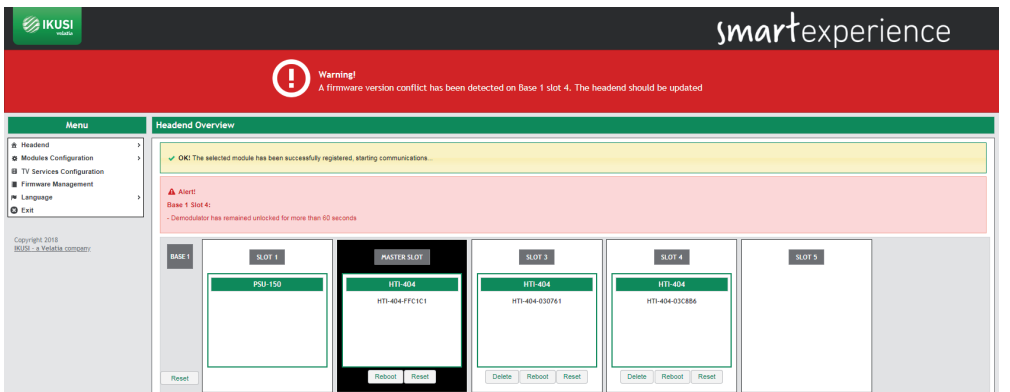 IKUSI
velatia
smartexperience
Warning!
A firmware version conflict has been detected on Base 1 slot 4. The headend should be updated
Menu
Headend
Modules Configuration
TV Services Configuration
Firmware Management
Language
Exit
Copyright 2018
IKUSI - a Velatia company
Headend Overview
OK! The selected module has been successfully registered, starting communications...
Alert!
Base 1 Slot 4:
- Demodulator has remained unlocked for more than 60 seconds
BASE 1
Reset
SLOT 1
PSU-150
MASTER SLOT
HTI-404
HTI-404-FFC1C1
Reboot Reset
SLOT 3
HTI-404
HTI-404-030761
Delete Reboot Reset
SLOT 4
HTI-404
HTI-404-03C8B6
Delete Reboot Reset
SLOT 5